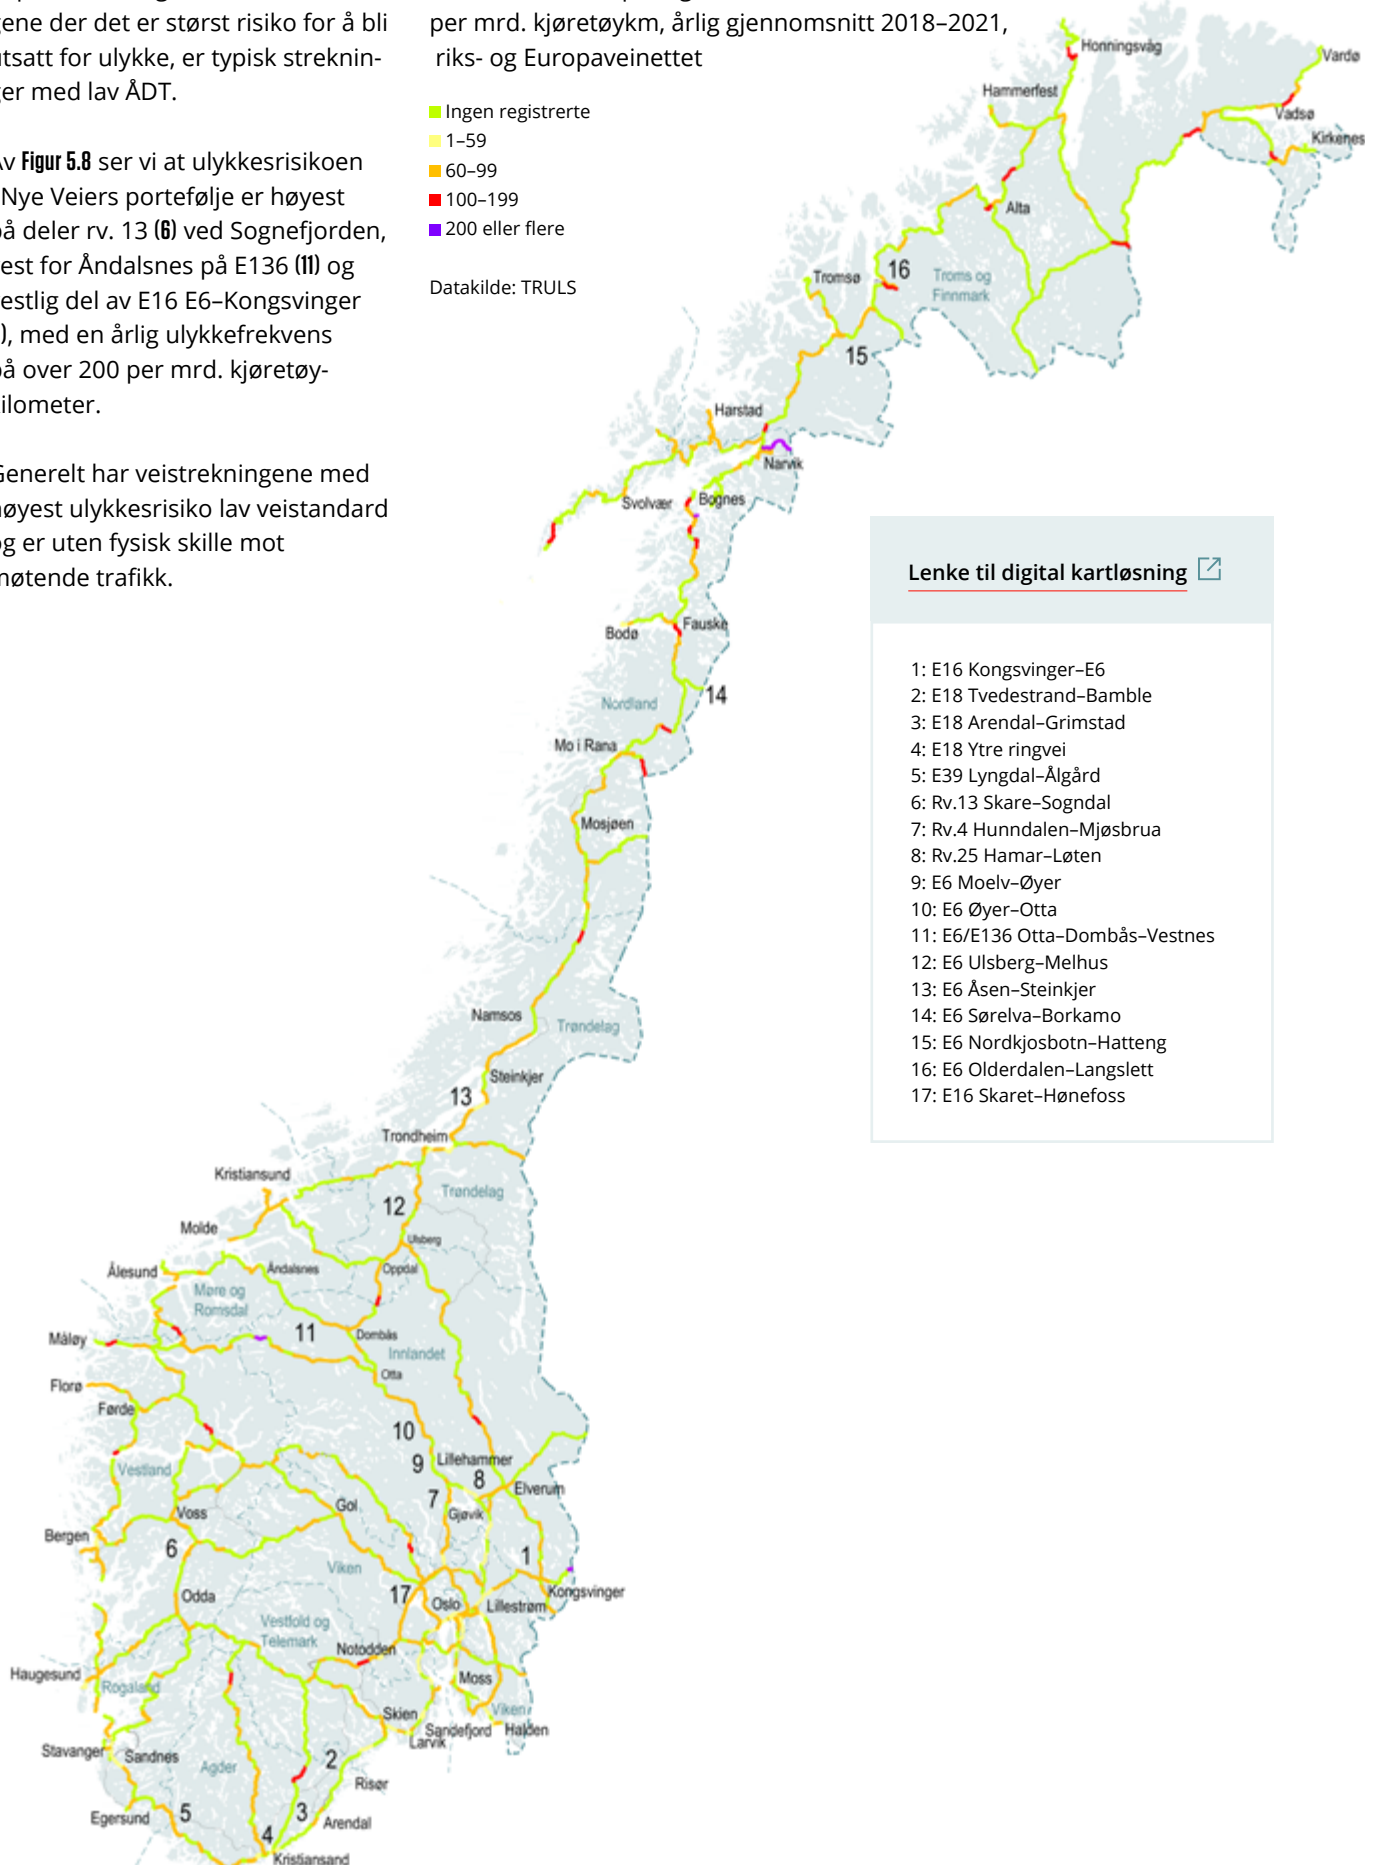 gene der det er størst risiko for å bli
utsatt for ulykke, er typisk streknin-
ger med lav ÅDT.
Av Figur 5.8 ser vi at ulykkesrisikoen
Nye Veiers portefølje er høyest
på deler rv. 13 (6) ved Sognefjorden,
vest for Åndalsnes på E136 (11) og
vestlig del av E16 E6–Kongsvinger
), med en årlig ulykkefrekvens
på over 200 per mrd. kjøretøy-
kilometer.
Generelt har veistrekningene med
høyest ulykkesrisiko lav veistandard
og er uten fysisk skille mot
møtende trafikk.
per mrd. kjøretøykm, årlig gjennomsnitt 2018–2021,
riks- og Europaveinettet
Ingen registrerte
1–59
60–99
100–199
200 eller flere
Datakilde: TRULS
Honningsvåg
Vardø
Hammerfest
Vadsø
Kirkenes
Alta
Tromsø
16
Troms og
Finnmark
15
Harstad
Narvik
Svolvær
Bognes
Bodø
Fauske
14
Nordland
Mo i Rana
Mosjøen
Namsos
Trøndelag
Steinkjer
13
Trondheim
Kristiansund
Trøndelag
12
Molde
Ulsberg
Ålesund
Åndalsnes
Oppdal
Møre og
Romsdal
Måløy
11
Dombås
Innlandet
Otta
Florø
Førde
10
Lillehammer
9
8
Vestland
Elverum
7
Gol
Gjøvik
Voss
Bergen
6
1
Viken
Kongsvinger
17
Odda
Oslo
Lillestrøm
Vestfold og
Telemark
Notodden
Haugesund
Moss
Rogaland
Viken
Skien
Sandefjord
Halden
Larvik
Stavanger
Sandnes
Agder
2
Risør
Egersund
5
3
Arendal
4
Kristiansand
Lenke til digital kartløsning
1: E16 Kongsvinger–E6
2: E18 Tvedestrand–Bamble
3: E18 Arendal–Grimstad
4: E18 Ytre ringvei
5: E39 Lyngdal–Ålgård
6: Rv.13 Skare–Sogndal
7: Rv.4 Hunndalen–Mjøsbrua
8: Rv.25 Hamar–Løten
9: E6 Moelv–Øyer
10: E6 Øyer–Otta
11: E6/E136 Otta–Dombås–Vestnes
12: E6 Ulsberg–Melhus
13: E6 Åsen–Steinkjer
14: E6 Sørelva–Borkamo
15: E6 Nordkjosbotn–Hatteng
16: E6 Olderdalen–Langslett
17: E16 Skaret–Hønefoss